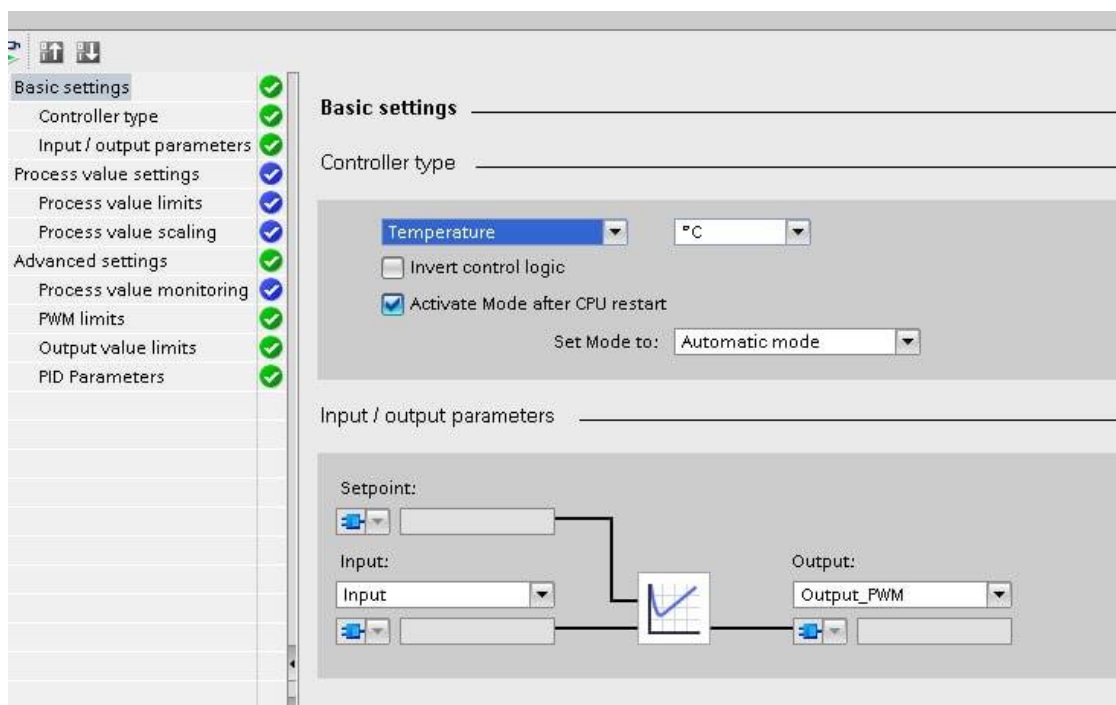 Basic settings
Controller type
Input / output parameters
Process value settings
Process value limits
Process value scaling
Advanced settings
Process value monitoring
PWM limits
Output value limits
PID Parameters
Basic settings
Controller type
Temperature
°C
Invert control logic
Activate Mode after CPU restart
Set Mode to: Automatic mode
Input / output parameters
Setpoint:
Input:
Input
Output:
Output_PWM